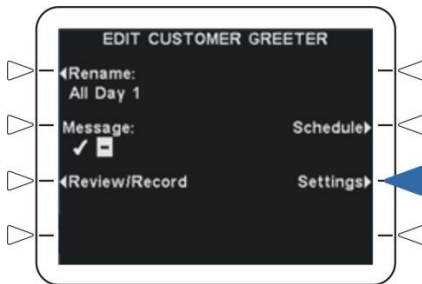 EDIT CUSTOMER GREETER
Rename:
All Day 1
Message:
Schedule
Review/Record
Settings